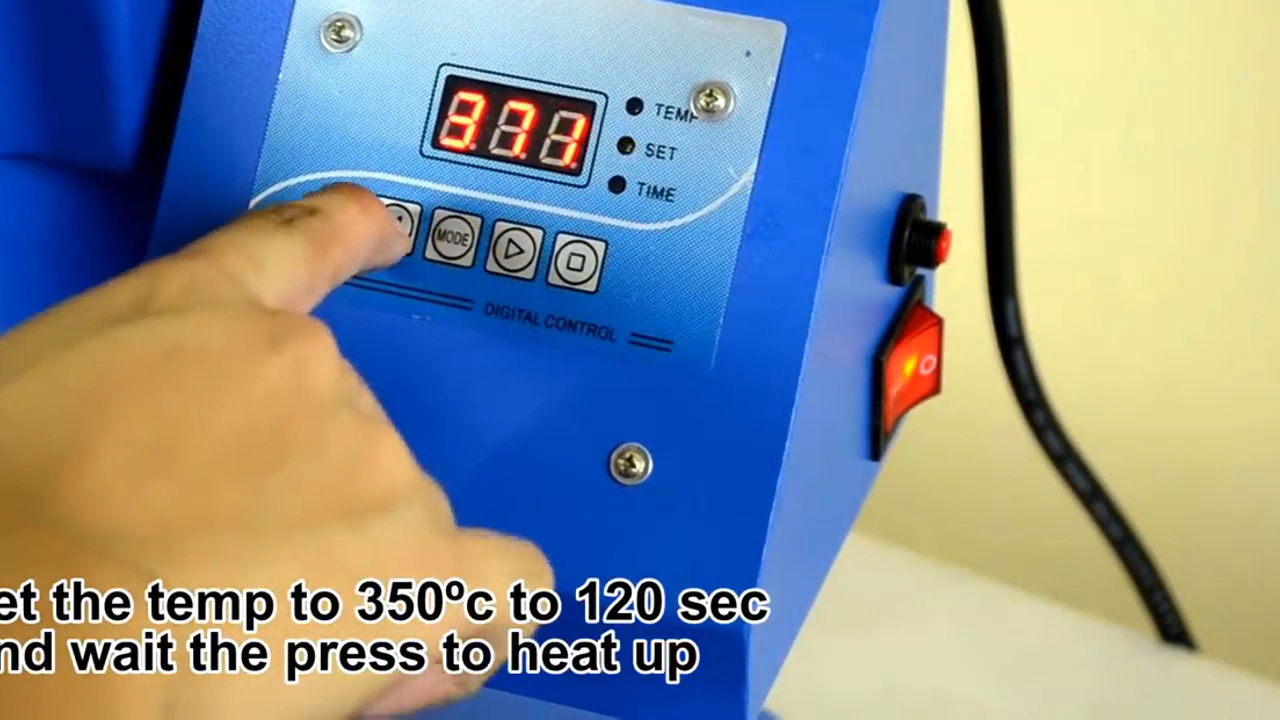 371
TEMP
SET
TIME
MODE
DIGITAL CONTROL
et the temp to 350ºc to 120 sec
nd wait the press to heat up